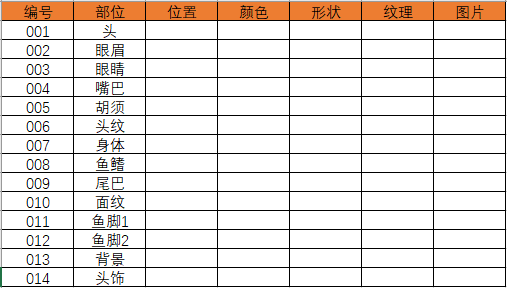 编号 部位 位置 颜色 形状 纹理 图片
001 头
002 眼眉
003 眼睛
004 嘴巴
005 胡须
006 头纹
007 身体
008 鱼鳍
009 尾巴
010 面纹
011 鱼脚1
012 鱼脚2
013 背景
014 头饰